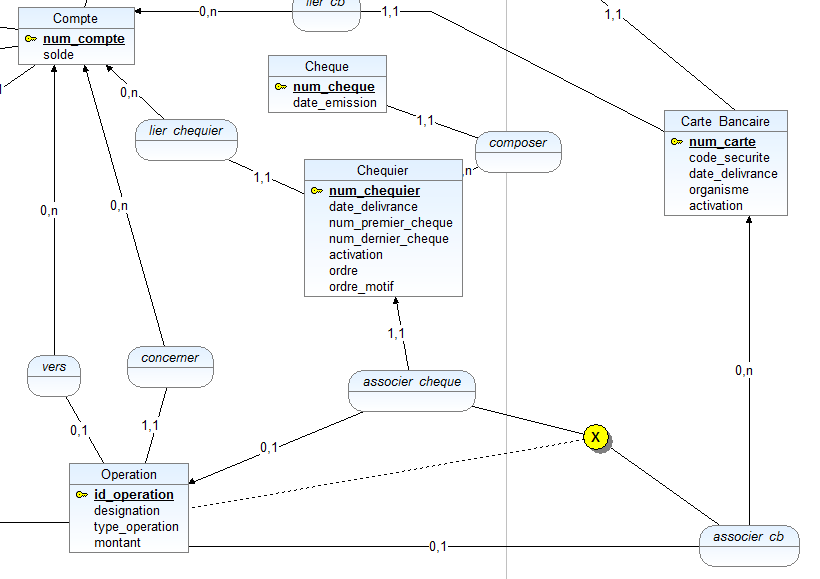 lier cb
0,n
1,1
1,1
Compte
num_compte
solde
Cheque
num_cheque
date_emission
0,n
lier chequier
1,1
composer
Carte Bancaire
num_carte
code_securite
date_delivrance
organisme
activation
1,1
,n
Chequier
num_chequier
date_delivrance
num_premier_cheque
num_dernier_cheque
activation
ordre
ordre_motif
0,n
0,n
1,1
vers
concerner
associer cheque
0,n
0,1
1,1
0,1
X
Operation
id_operation
designation
type_operation
montant
0,1
associer cb